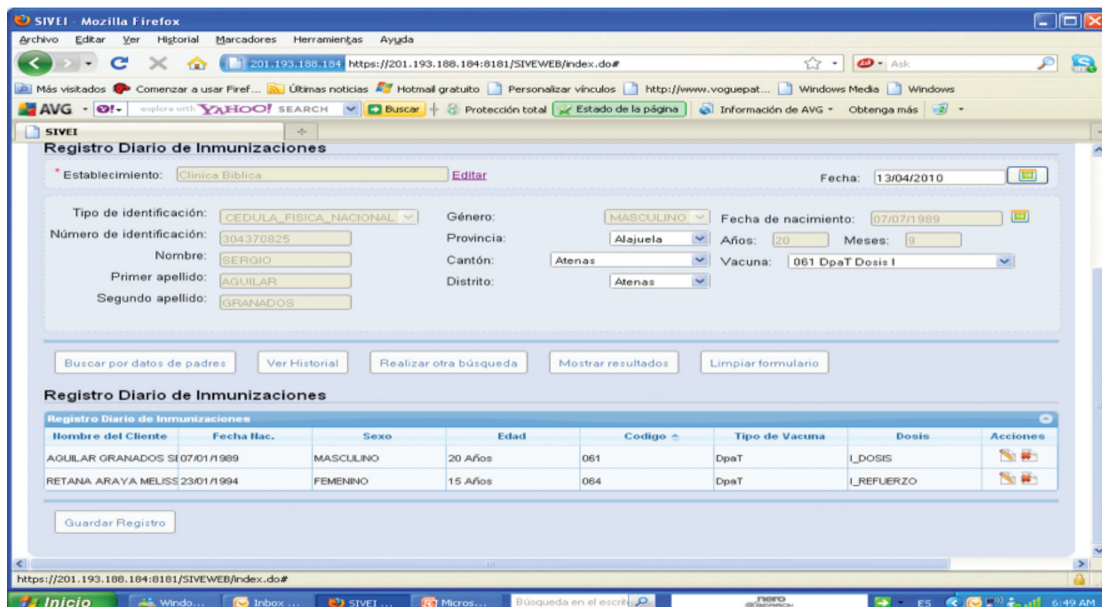 SIVEI - Mozilla Firefox
Archivo Editar Ver Historial Marcadores Herramientas Ayuda
201.193.188.184 https://201.193.188.184:8181/SIVEWEB/index.do# Ask
Más visitados Comenzar a usar Firef... Últimas noticias Hotmail gratuito Personalizar vínculos http://www.voguepat... Windows Media Windows
AVG explore with YAHOO! SEARCH Buscar Protección total Estado de la página Información de AVG Obtenga más
SIVEI
Registro Diario de Inmunizaciones
* Establecimiento: Clinica Biblica Editar Fecha: 13/04/2010
Tipo de identificación: CEDULA_FISICA_NACIONAL Género: MASCULINO Fecha de nacimiento: 07/07/1989
Número de identificación: 304370825 Provincia: Alajuela Años: 20 Meses: 9
Nombre: SERGIO Cantón: Atenas Vacuna: 061 DpaT Dosis I
Primer apellido: AGUILAR Distrito: Atenas
Segundo apellido: GRANADOS
Buscar por datos de padres Ver Historial Realizar otra búsqueda Mostrar resultados Limpiar formulario
Registro Diario de Inmunizaciones
Registro Diario de Inmunizaciones
Nombre del Cliente Fecha Nac. Sexo Edad Codigo Tipo de Vacuna Dosis Acciones
AGUILAR GRANADOS SE 07/01/1989 MASCULINO 20 Años 061 DpaT I_DOSIS
RETANA ARAYA MELISS 23/01/1994 FEMENINO 15 Años 064 DpaT I_REFUERZO
Guardar Registro
https://201.193.188.184:8181/SIVEWEB/index.do#
Inicio Windo... Inbox ... SIVEI ... Micros... Búsqueda en el escrit nero ES 6:49 AM